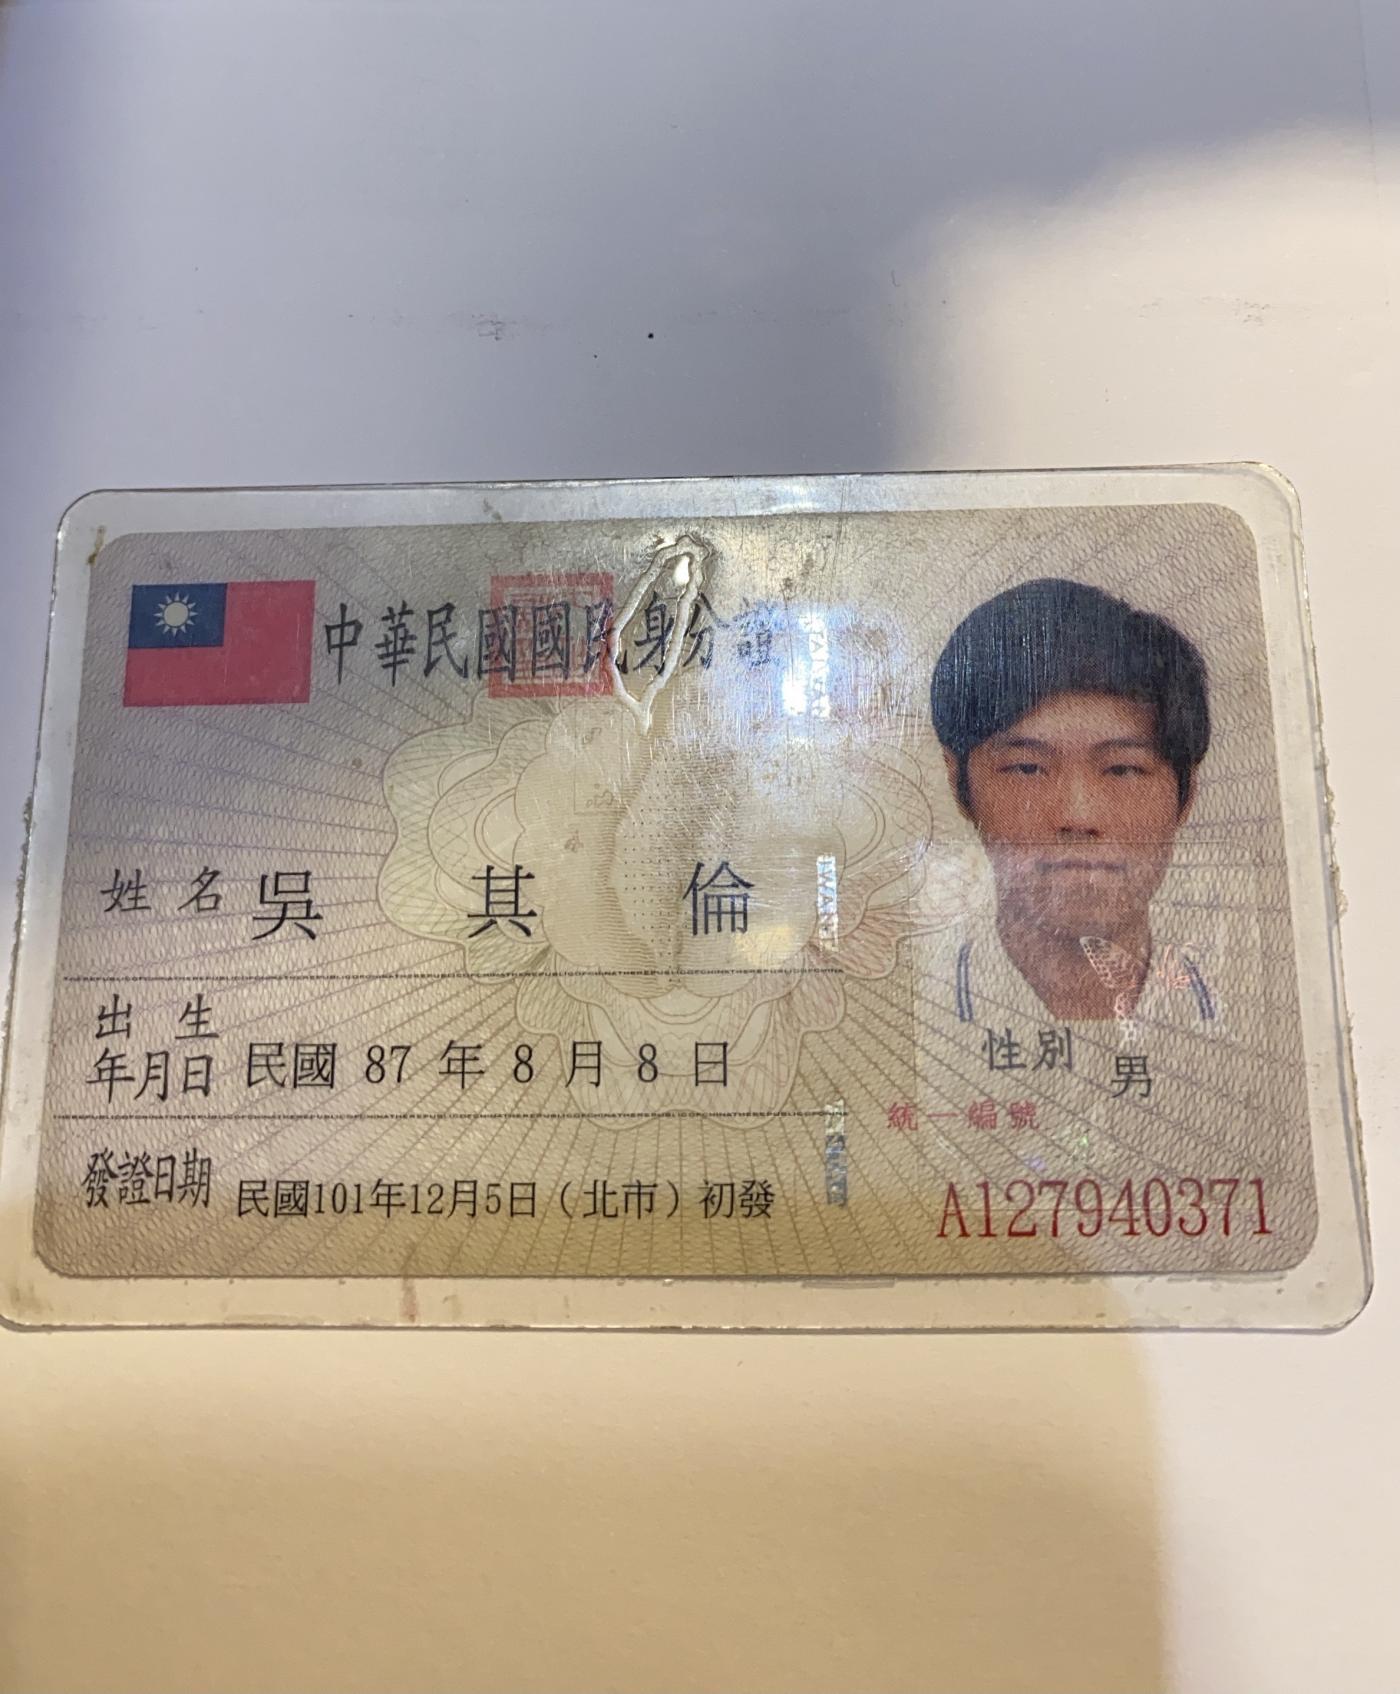 中華民國國民身分證
姓名 吳其倫
出生年月日 民國 87 年 8 月 8 日
性別 男
統一編號
發證日期 民國101年12月5日（北市）初發
A127940371